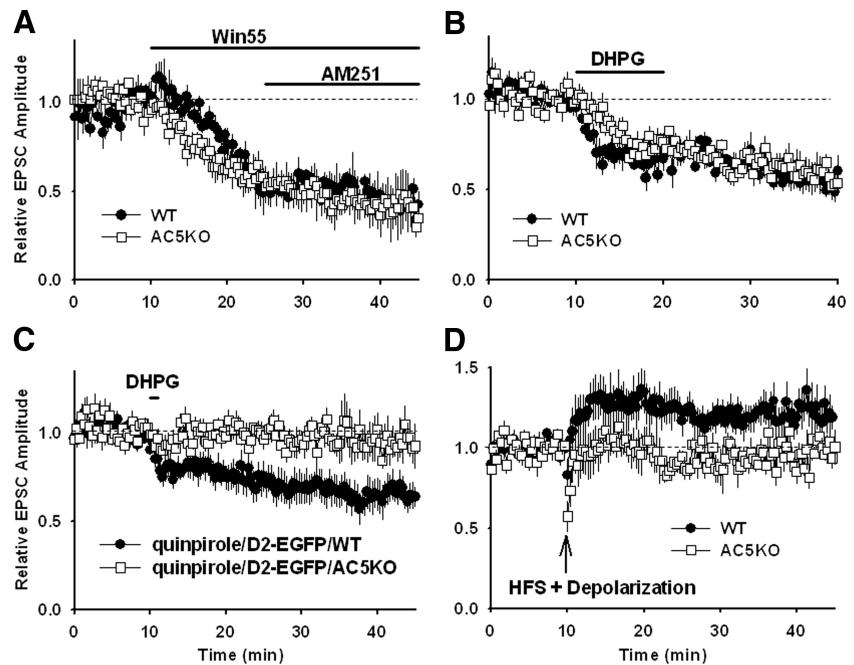 A
Win55
AM251
Relative EPSC Amplitude
1.0
0.5
0.0
WT
AC5KO
0 10 20 30 40
B
DHPG
1.0
0.5
0.0
WT
AC5KO
0 10 20 30 40
C
DHPG
Relative EPSC Amplitude
1.0
0.5
0.0
quinpirole/D2-EGFP/WT
quinpirole/D2-EGFP/AC5KO
0 10 20 30 40
Time (min)
D
1.5
1.0
0.5
0.0
WT
AC5KO
HFS + Depolarization
0 10 20 30 40
Time (min)